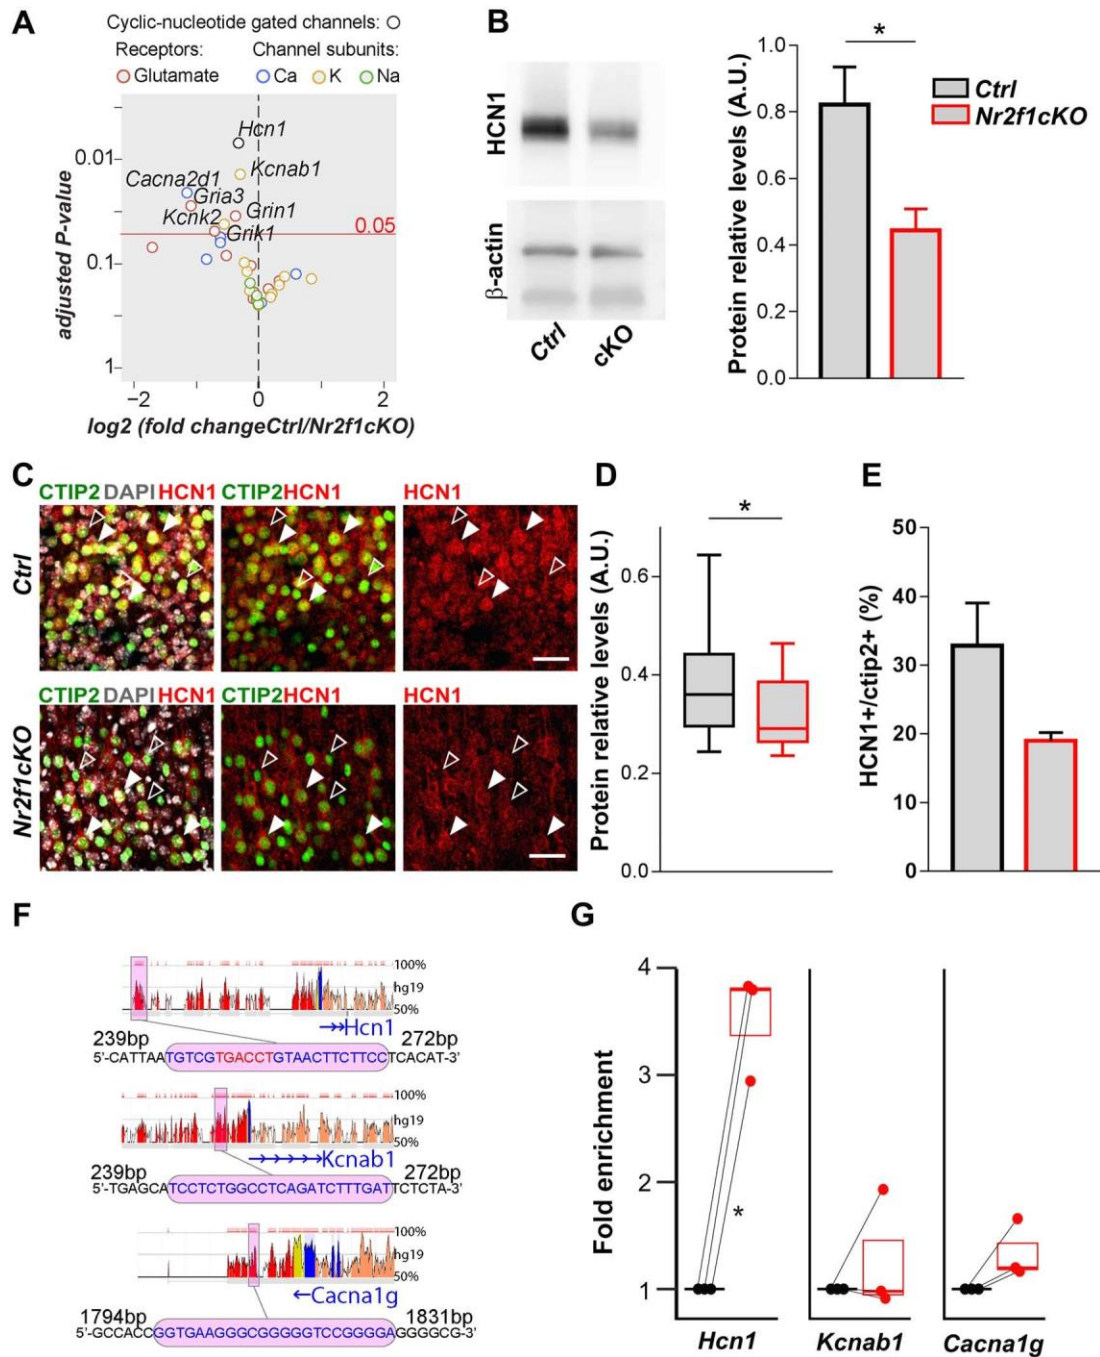 A
Cyclic-nucleotide gated channels:
Receptors: Channel subunits:
Glutamate Ca K Na
Hcn1
0.01
Kcnab1
Cacna2d1
Gria3
Grin1
Kcnk2
Grik1
0.05
0.1
1
adjusted P-value
−2 0 2
log2 (fold changeCtrl/Nr2f1cKO)
B
HCN1
β-actin
Ctrl cKO
Protein relative levels (A.U.)
1.0
0.8
0.6
0.4
0.2
0.0
*
Ctrl
Nr2f1cKO
C
CTIP2 DAPI HCN1 CTIP2HCN1 HCN1
Ctrl
CTIP2 DAPI HCN1 CTIP2HCN1 HCN1
Nr2f1cKO
D
Protein relative levels (A.U.)
*
0.6
0.4
0.2
0.0
E
HCN1+/ctip2+ (%)
50
40
30
20
10
0
F
100%
hg19
50%
Hcn1
239bp 272bp
5'-CATTAATGTCGTGACCTGTAACTTCTTCCTCACAT-3'
100%
hg19
50%
Kcnab1
239bp 272bp
5'-TGAGCATCCTCTGGCCTCAGATCTTTGATTCTCTA-3'
100%
hg19
50%
Cacna1g
1794bp 1831bp
5'-GCCACCGGTGAAGGGCGGGGGTCCGGGGAGGGGCG-3'
G
Fold enrichment
4
3
2
1
*
Hcn1 Kcnab1 Cacna1g